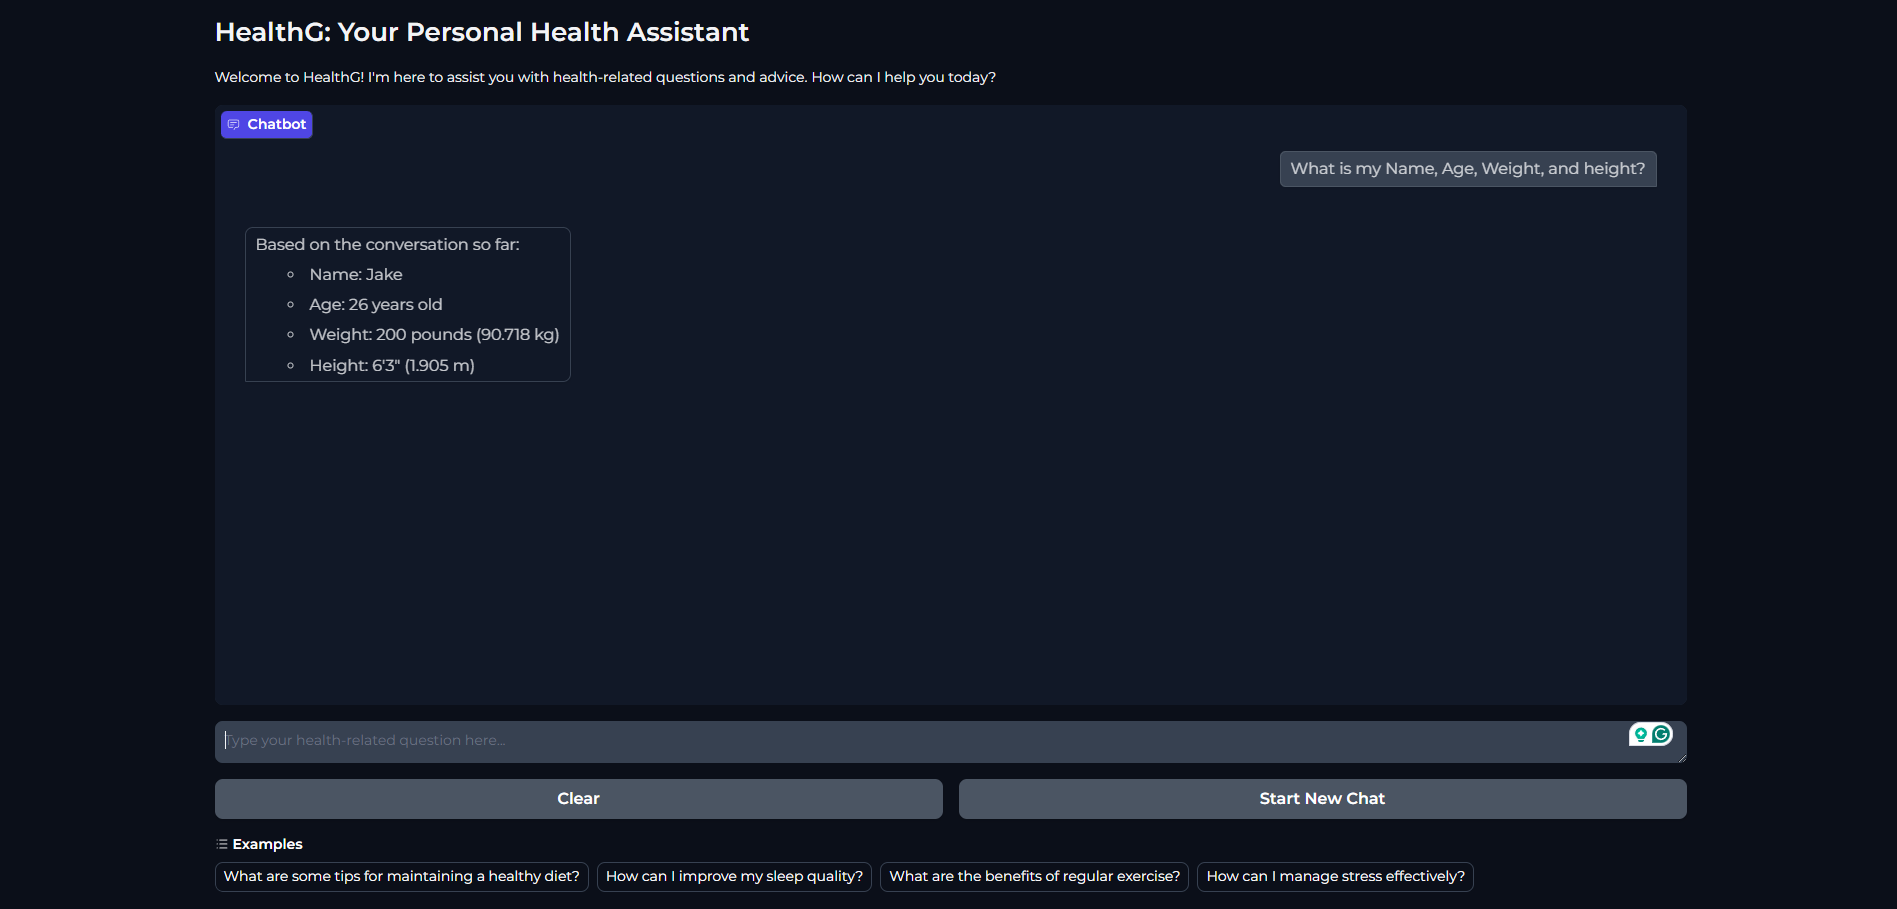 HealthG: Your Personal Health Assistant
Welcome to HealthG! I'm here to assist you with health-related questions and advice. How can I help you today?
Chatbot
What is my Name, Age, Weight, and height?
Based on the conversation so far:
Name: Jake
Age: 26 years old
Weight: 200 pounds (90.718 kg)
Height: 6'3" (1.905 m)
Type your health-related question here...
Clear
Start New Chat
Examples
What are some tips for maintaining a healthy diet?
How can I improve my sleep quality?
What are the benefits of regular exercise?
How can I manage stress effectively?